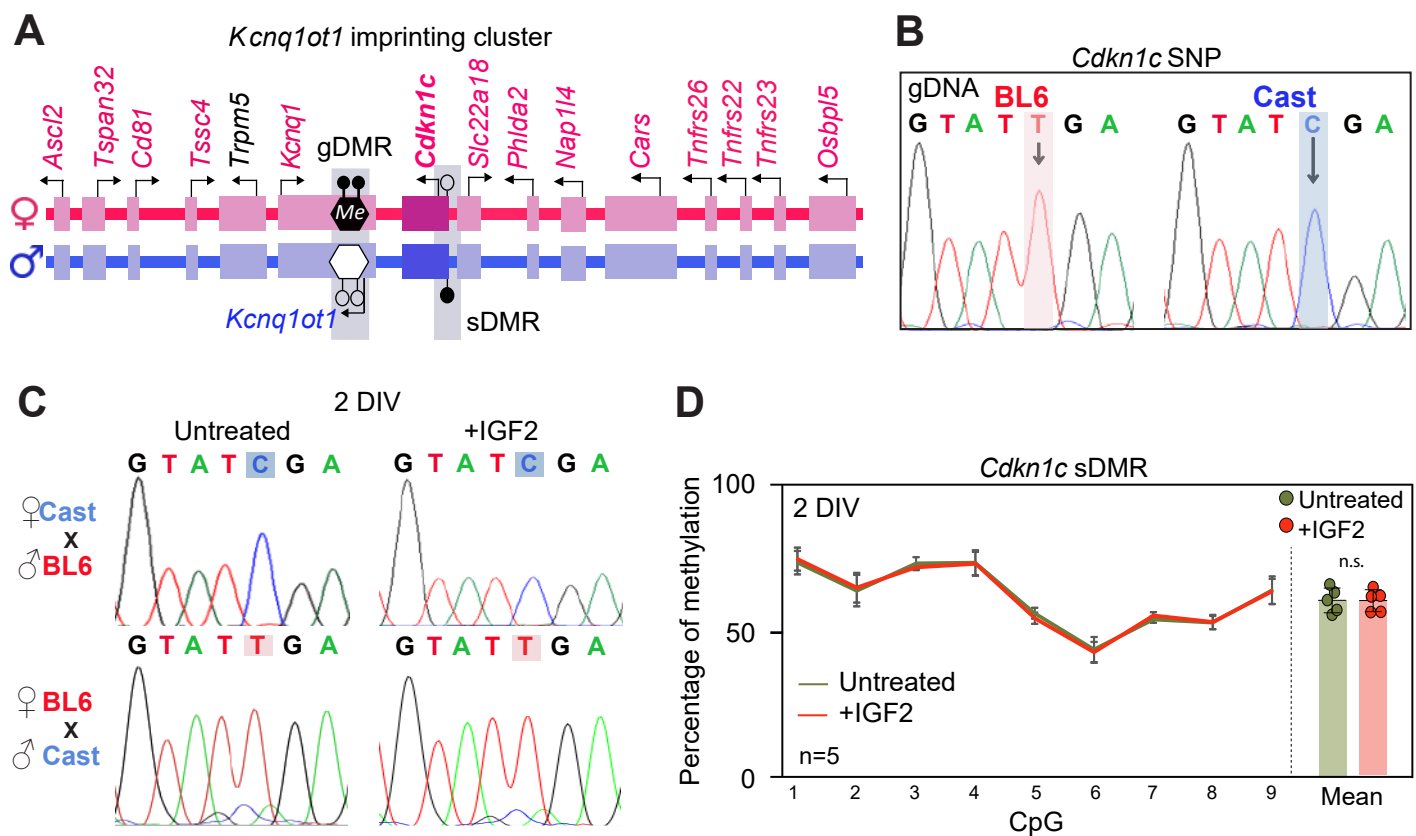 A
Kcnq1ot1 imprinting cluster
Ascl2
Tspan32
Cd81
Tssc4
Trpm5
Kcnq1
gDMR
Cdkn1c
Slc22a18
Phlda2
Nap1l4
Cars
Tnfrs26
Tnfrs22
Tnfrs23
Osbpl5
♀
Me
♂
Kcnq1ot1
sDMR
B
Cdkn1c SNP
gDNA
BL6
Cast
G T A T T G A
G T A T C G A
C
2 DIV
Untreated
+IGF2
G T A T C G A
G T A T C G A
♀Cast
x
♂BL6
G T A T T G A
G T A T T G A
♀ BL6
x
♂ Cast
D
Cdkn1c sDMR
Percentage of methylation
100
50
0
2 DIV
Untreated
+IGF2
n.s.
Untreated
+IGF2
n=5
1 2 3 4 5 6 7 8 9
Mean
CpG